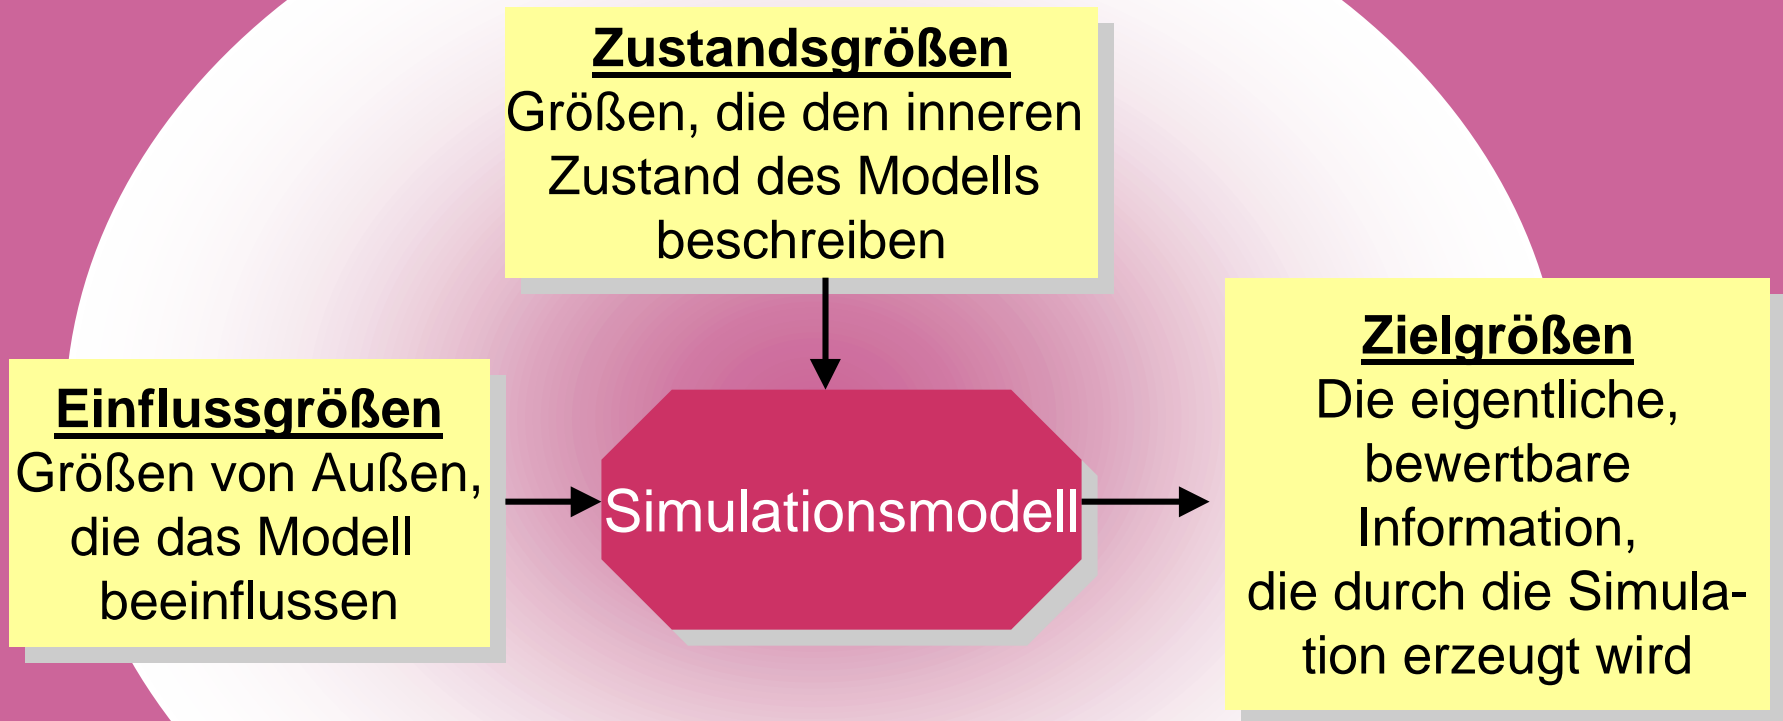 Zustandsgrößen
Größen, die den inneren
Zustand des Modells
beschreiben
Einflussgrößen
Größen von Außen,
die das Modell
beeinflussen
Simulationsmodell
Zielgrößen
Die eigentliche,
bewertbare
Information,
die durch die Simula-
tion erzeugt wird